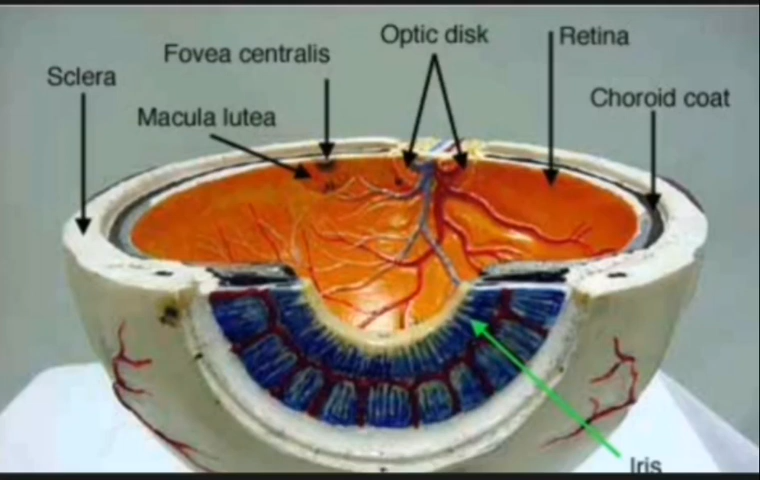 Optic disk
Retina
Fovea centralis
Sclera
Choroid coat
Macula lutea
Iris